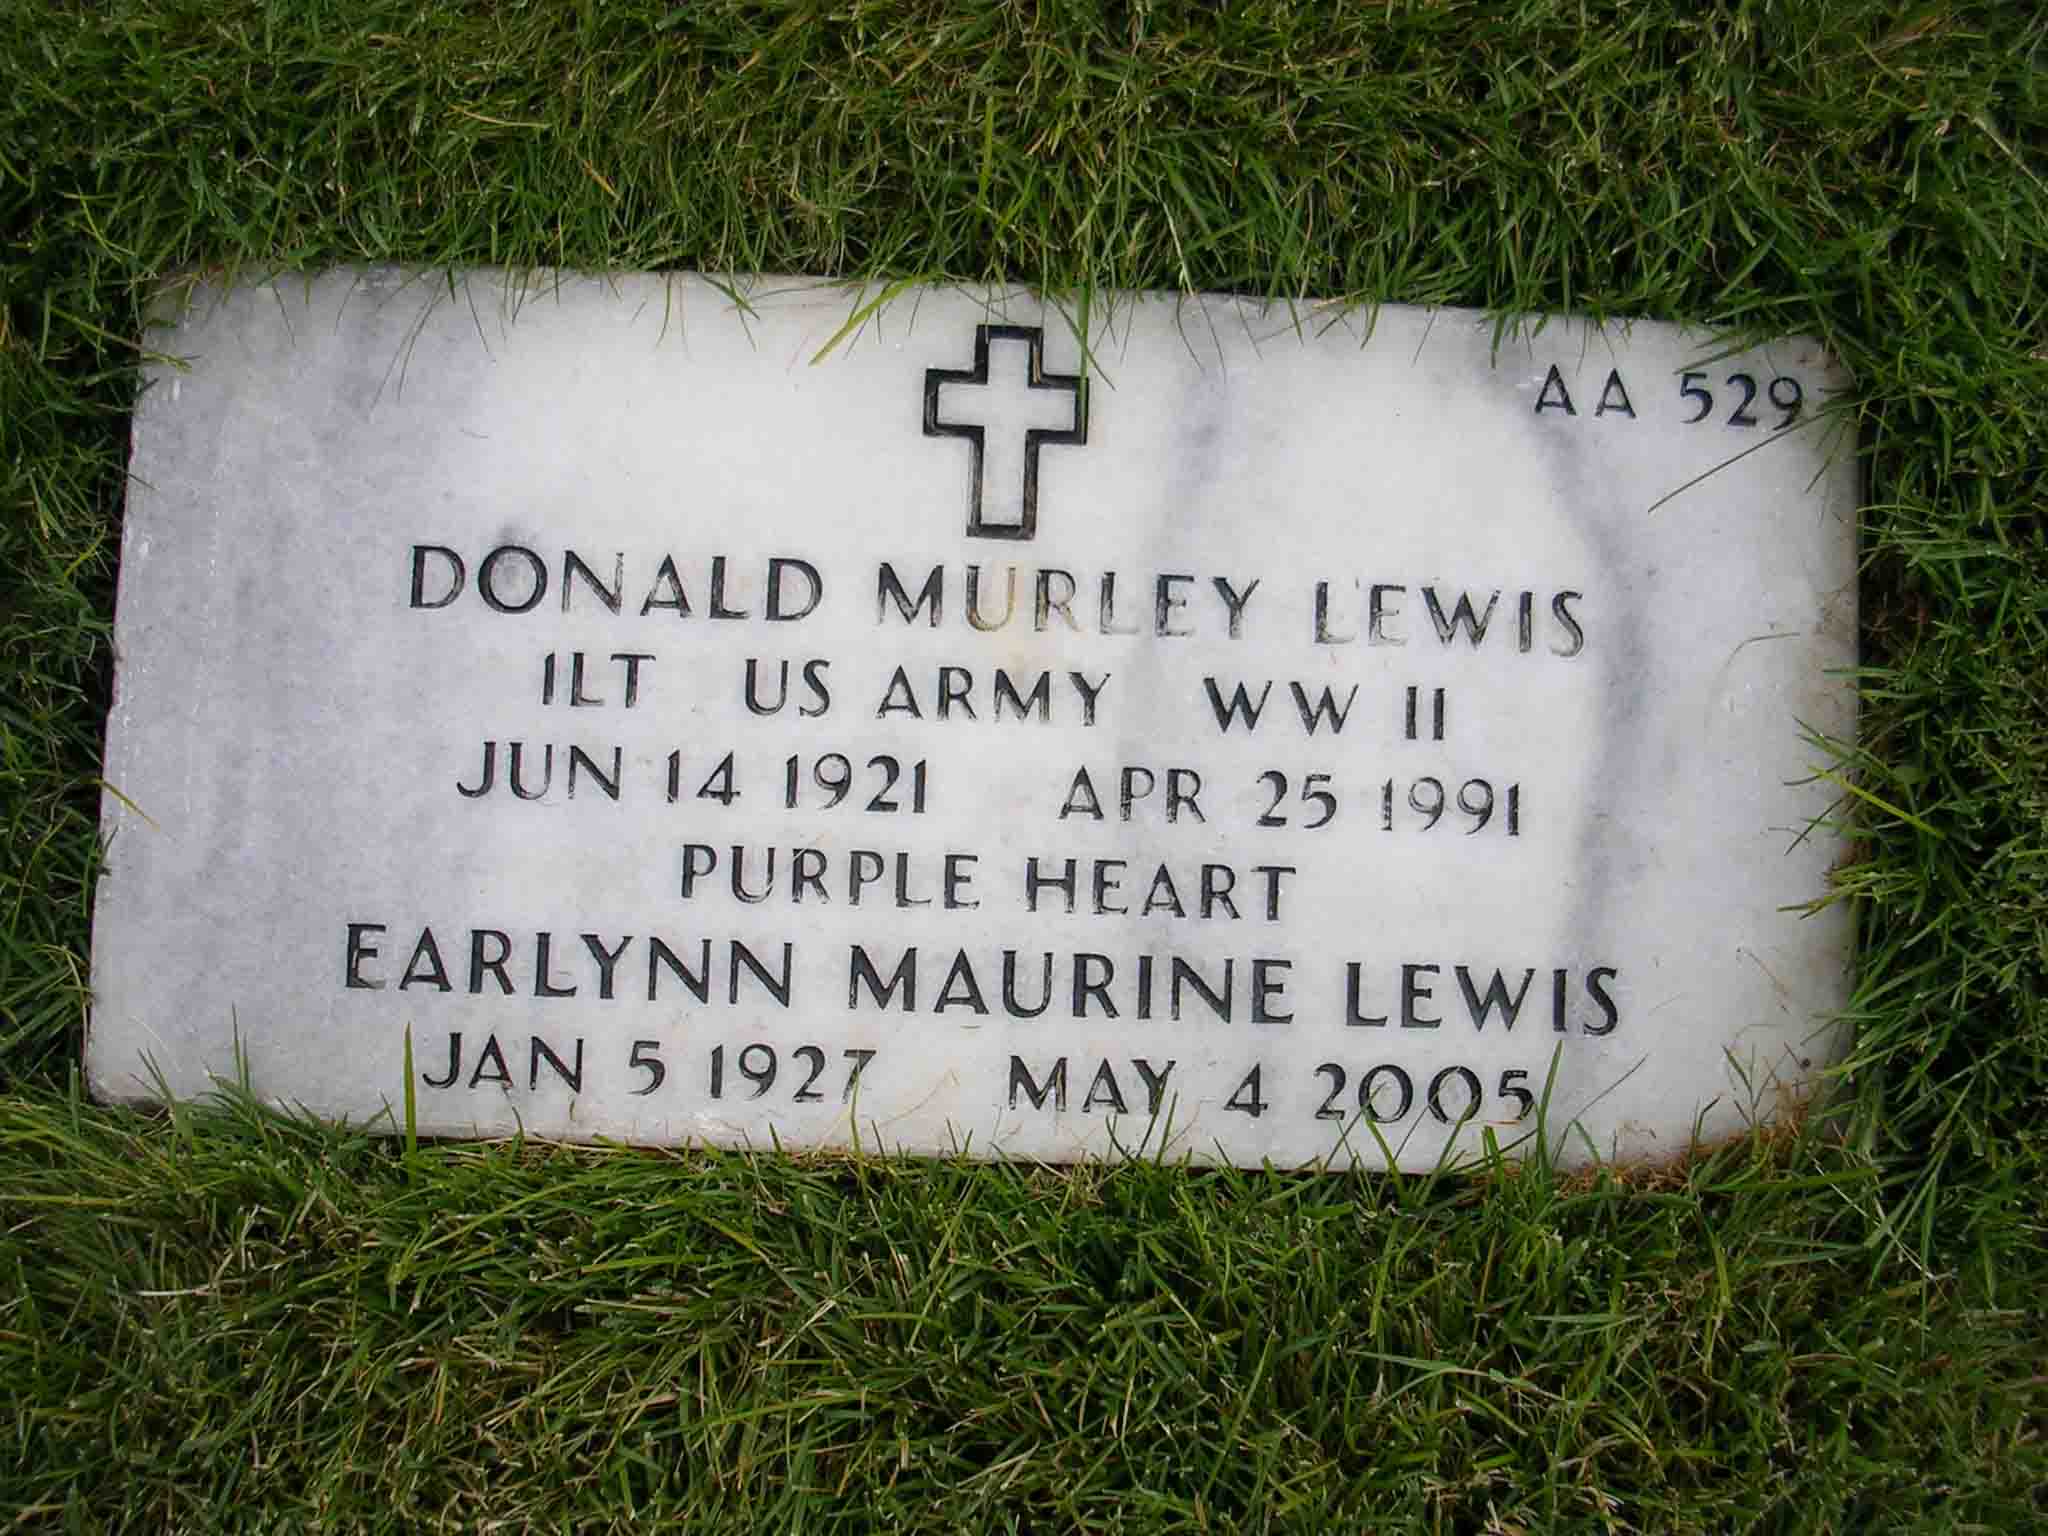 AA 529
DONALD MURLEY LEWIS
1LT US ARMY WW II
JUN 14 1921 APR 25 1991
PURPLE HEART
EARLYNN MAURINE LEWIS
JAN 5 1927 MAY 4 2005